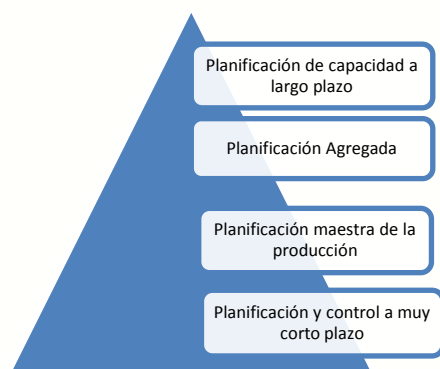 Planificación de capacidad a
largo plazo
Planificación Agregada
Planificación maestra de la
producción
Planificación y control a muy
corto plazo